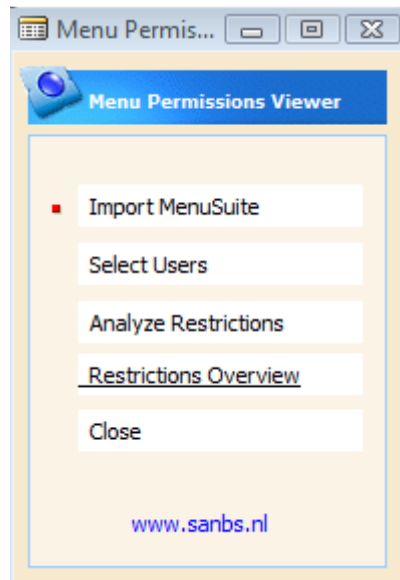 Menu Permis...
Menu Permissions Viewer
Import MenuSuite
Select Users
Analyze Restrictions
Restrictions Overview
Close
www.sanbs.nl